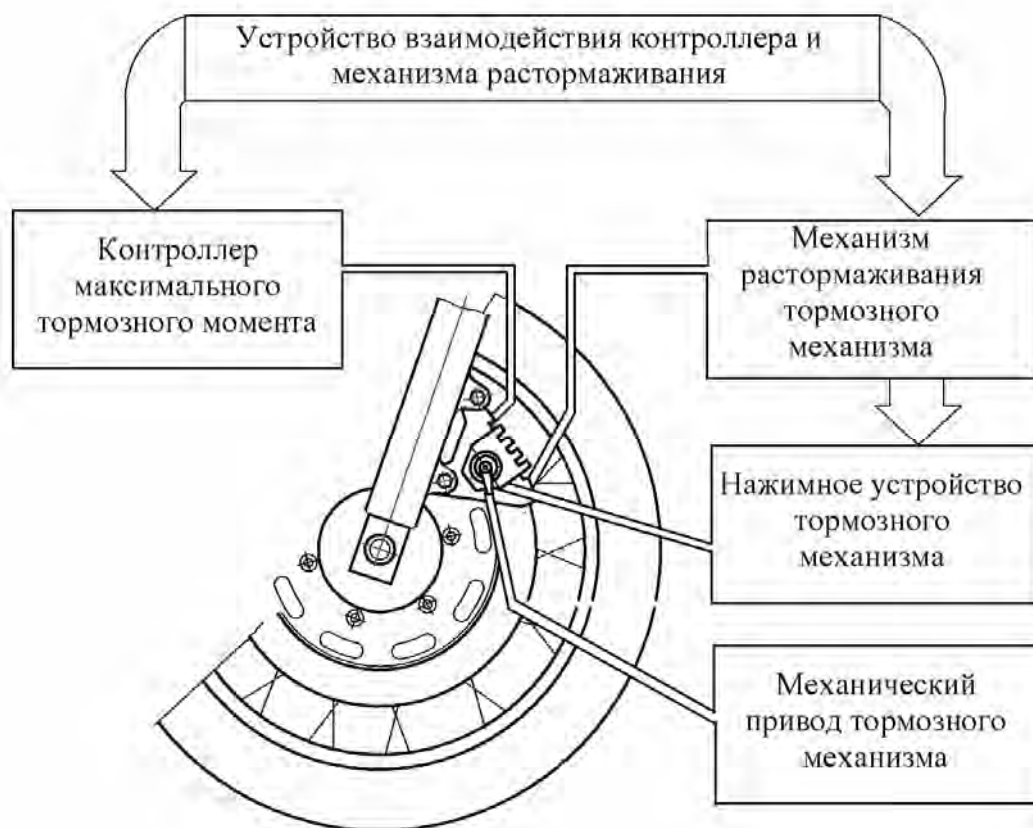 Устройство взаимодействия контроллера и
механизма растормаживания
Контроллер
максимального
тормозного момента
Механизм
растормаживания
тормозного
механизма
Нажимное устройство
тормозного
механизма
Механический
привод тормозного
механизма